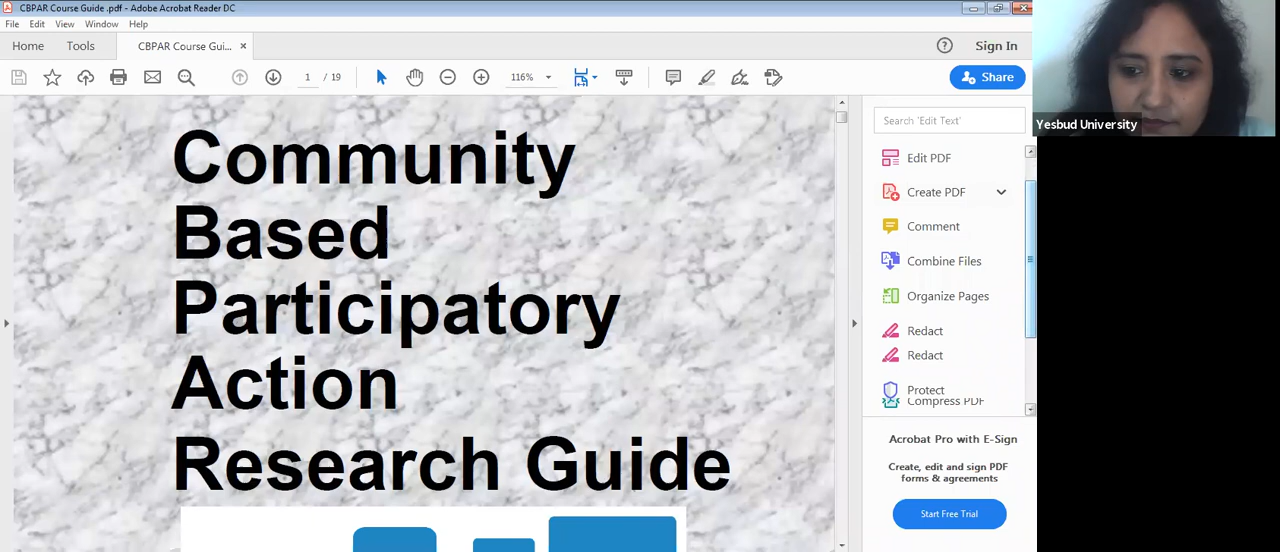 CBPAR Course Guide .pdf - Adobe Acrobat Reader DC
File Edit View Window Help
Home Tools CBPAR Course Gui... ×
Sign In
1 / 19
116%
Share
Community
Based
Participatory
Action
Research Guide
Search 'Edit Text'
Edit PDF
Create PDF
Comment
Combine Files
Organize Pages
Redact
Redact
Protect
Compress PDF
Acrobat Pro with E-Sign
Create, edit and sign PDF
forms & agreements
Start Free Trial
Yesbud University